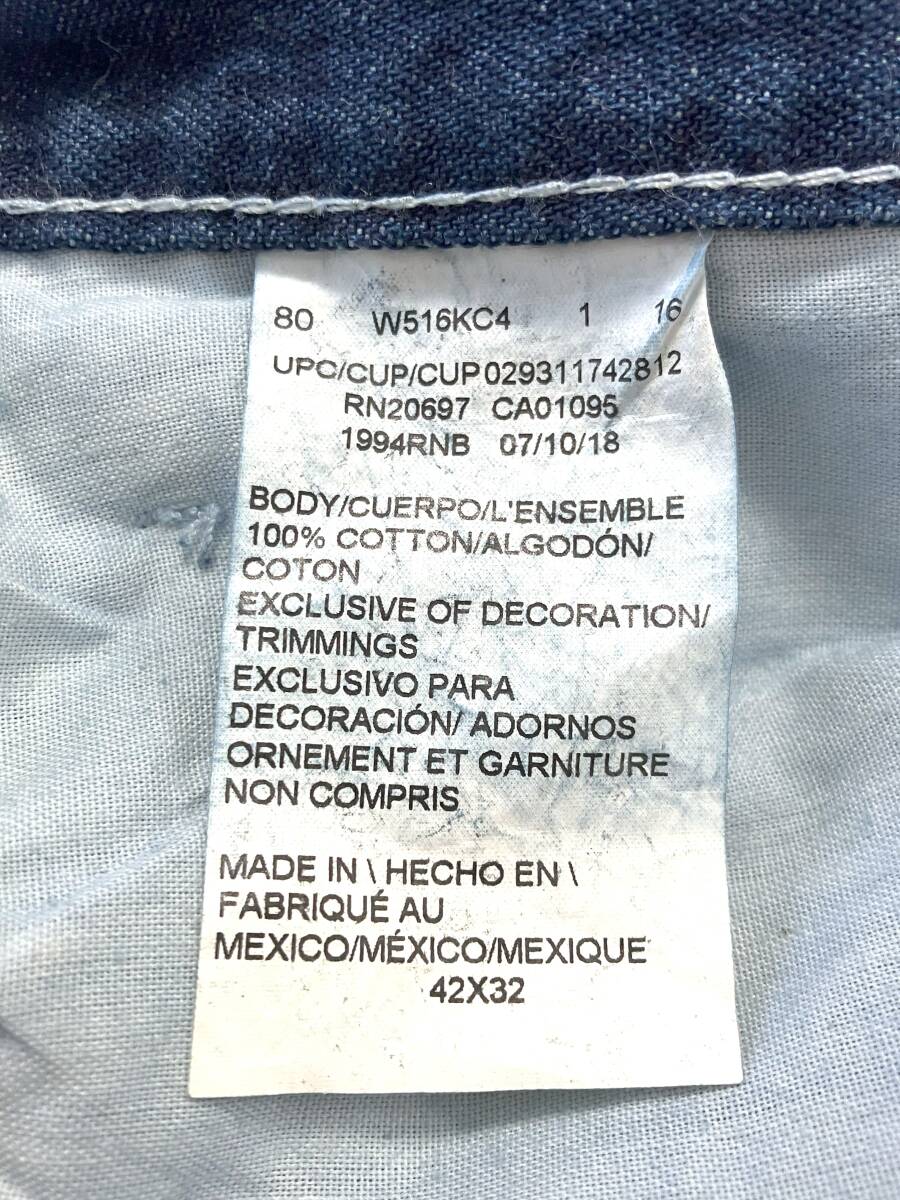 80 W516KC4 1 16
UPC/CUP/CUP 029311742812
RN20697 CA01095
1994RNB 07/10/18
BODY/CUERPO/L'ENSEMBLE
100% COTTON/ALGODÓN/
COTON
EXCLUSIVE OF DECORATION/
TRIMMINGS
EXCLUSIVO PARA
DECORACIÓN/ ADORNOS
ORNEMENT ET GARNITURE
NON COMPRIS
MADE IN \ HECHO EN \
FABRIQUÉ AU
MEXICO/MÉXICO/MEXIQUE
42X32